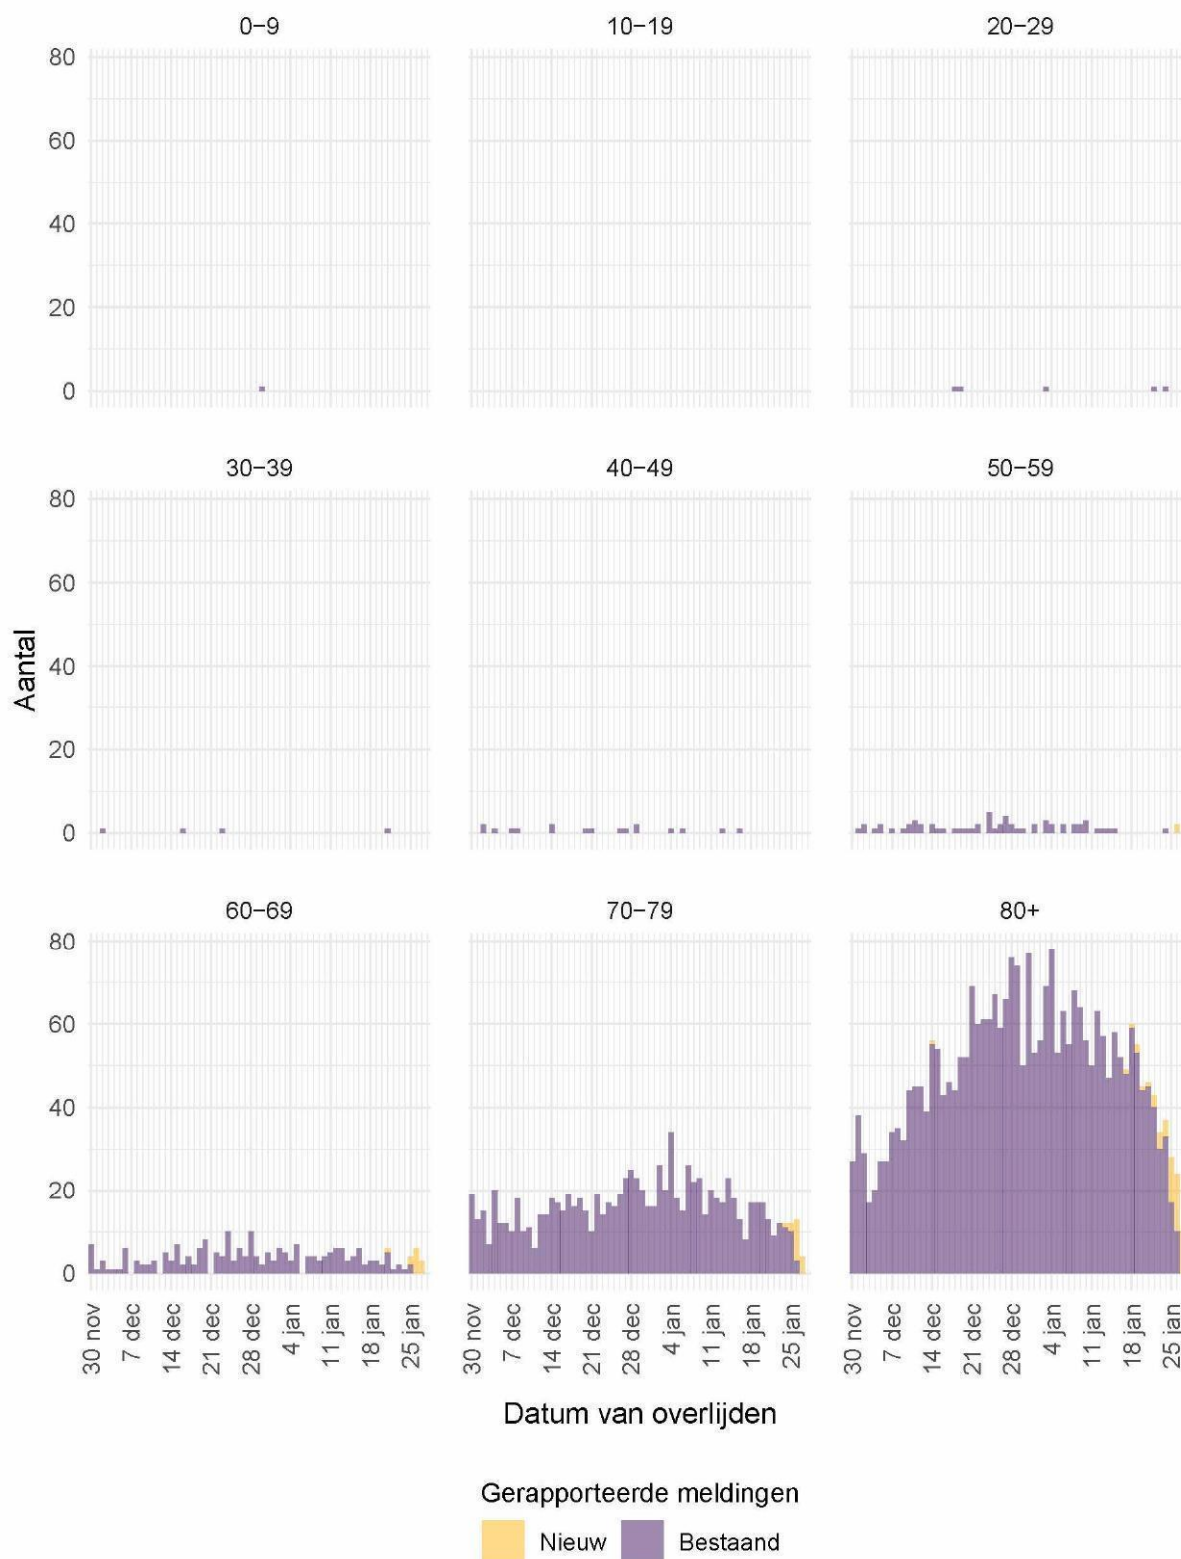 0−9
10−19
20−29
80
60
40
20
0
30−39
40−49
50−59
80
60
40
20
0
60−69
70−79
80+
80
60
40
20
0
Aantal
30 nov
7 dec
14 dec
21 dec
28 dec
4 jan
11 jan
18 jan
25 jan
30 nov
7 dec
14 dec
21 dec
28 dec
4 jan
11 jan
18 jan
25 jan
30 nov
7 dec
14 dec
21 dec
28 dec
4 jan
11 jan
18 jan
25 jan
Datum van overlijden
Gerapporteerde meldingen
Nieuw
Bestaand